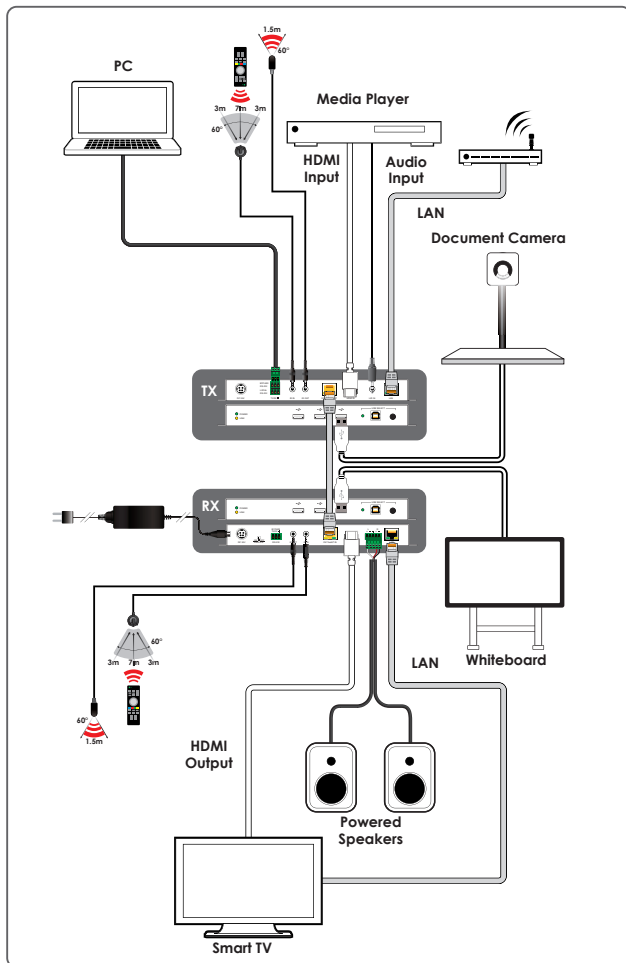 1.5m
60°
PC
3m 7m 3m
60°
Media Player
HDMI
Input
Audio
Input
LAN
Document Camera
TX
RX
60°
3m 7m 3m
60°
1.5m
LAN
Whiteboard
HDMI
Output
Powered
Speakers
Smart TV